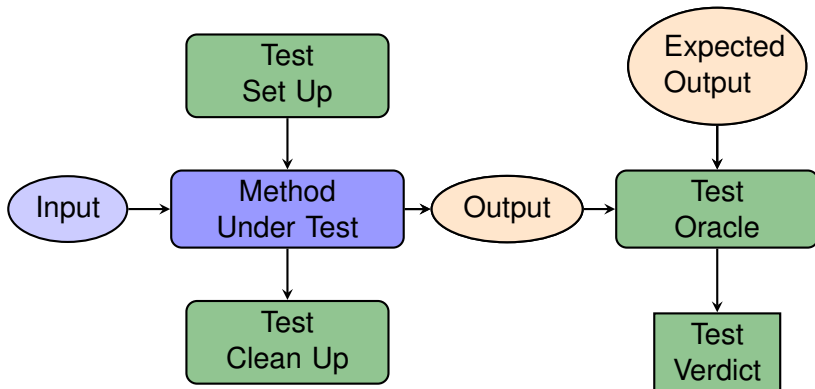 Test
Set Up
Expected
Output
Input
Method
Under Test
Output
Test
Oracle
Test
Clean Up
Test
Verdict